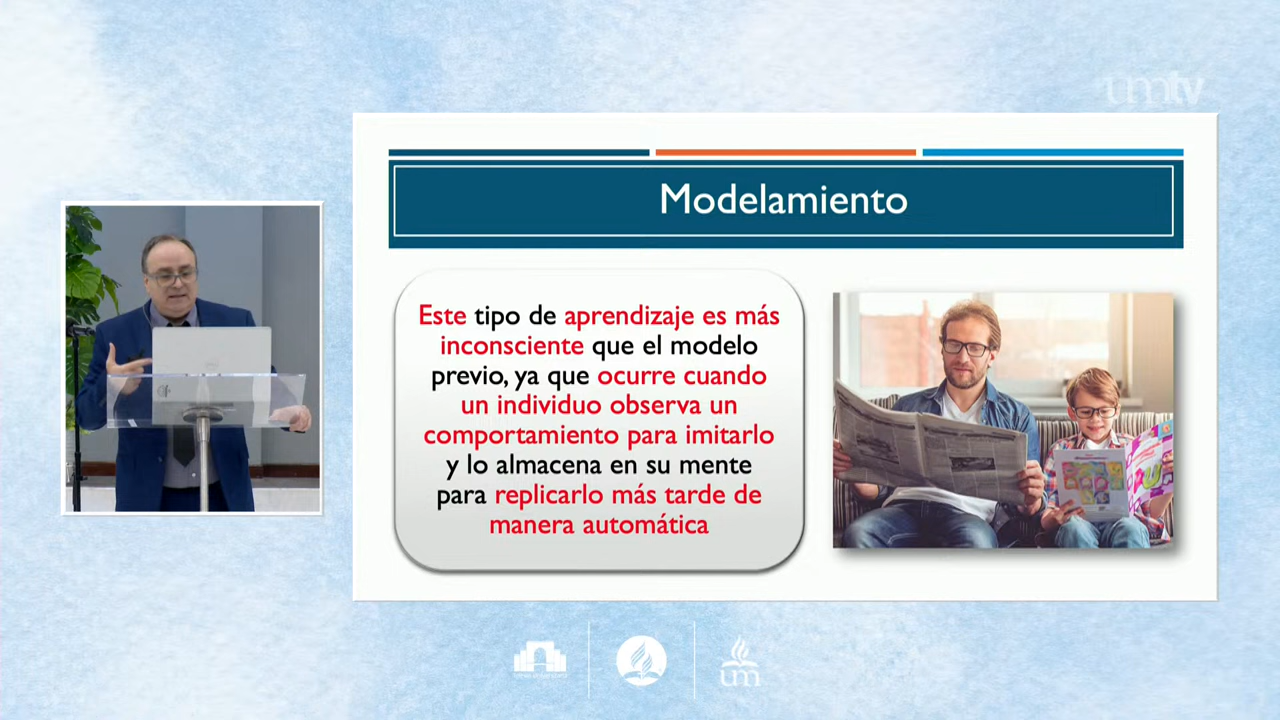 umtv
Modelamiento
Este tipo de aprendizaje es más
inconsciente que el modelo
previo, ya que ocurre cuando
un individuo observa un
comportamiento para imitarlo
y lo almacena en su mente
para replicarlo más tarde de
manera automática
um